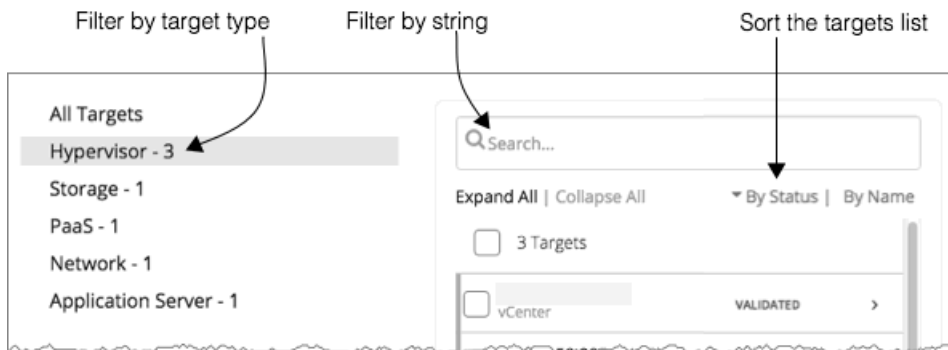 Filter by target type
Filter by string
Sort the targets list
All Targets
Hypervisor - 3
Storage - 1
PaaS - 1
Network - 1
Application Server - 1
Search...
Expand All | Collapse All
By Status | By Name
3 Targets
vCenter
VALIDATED